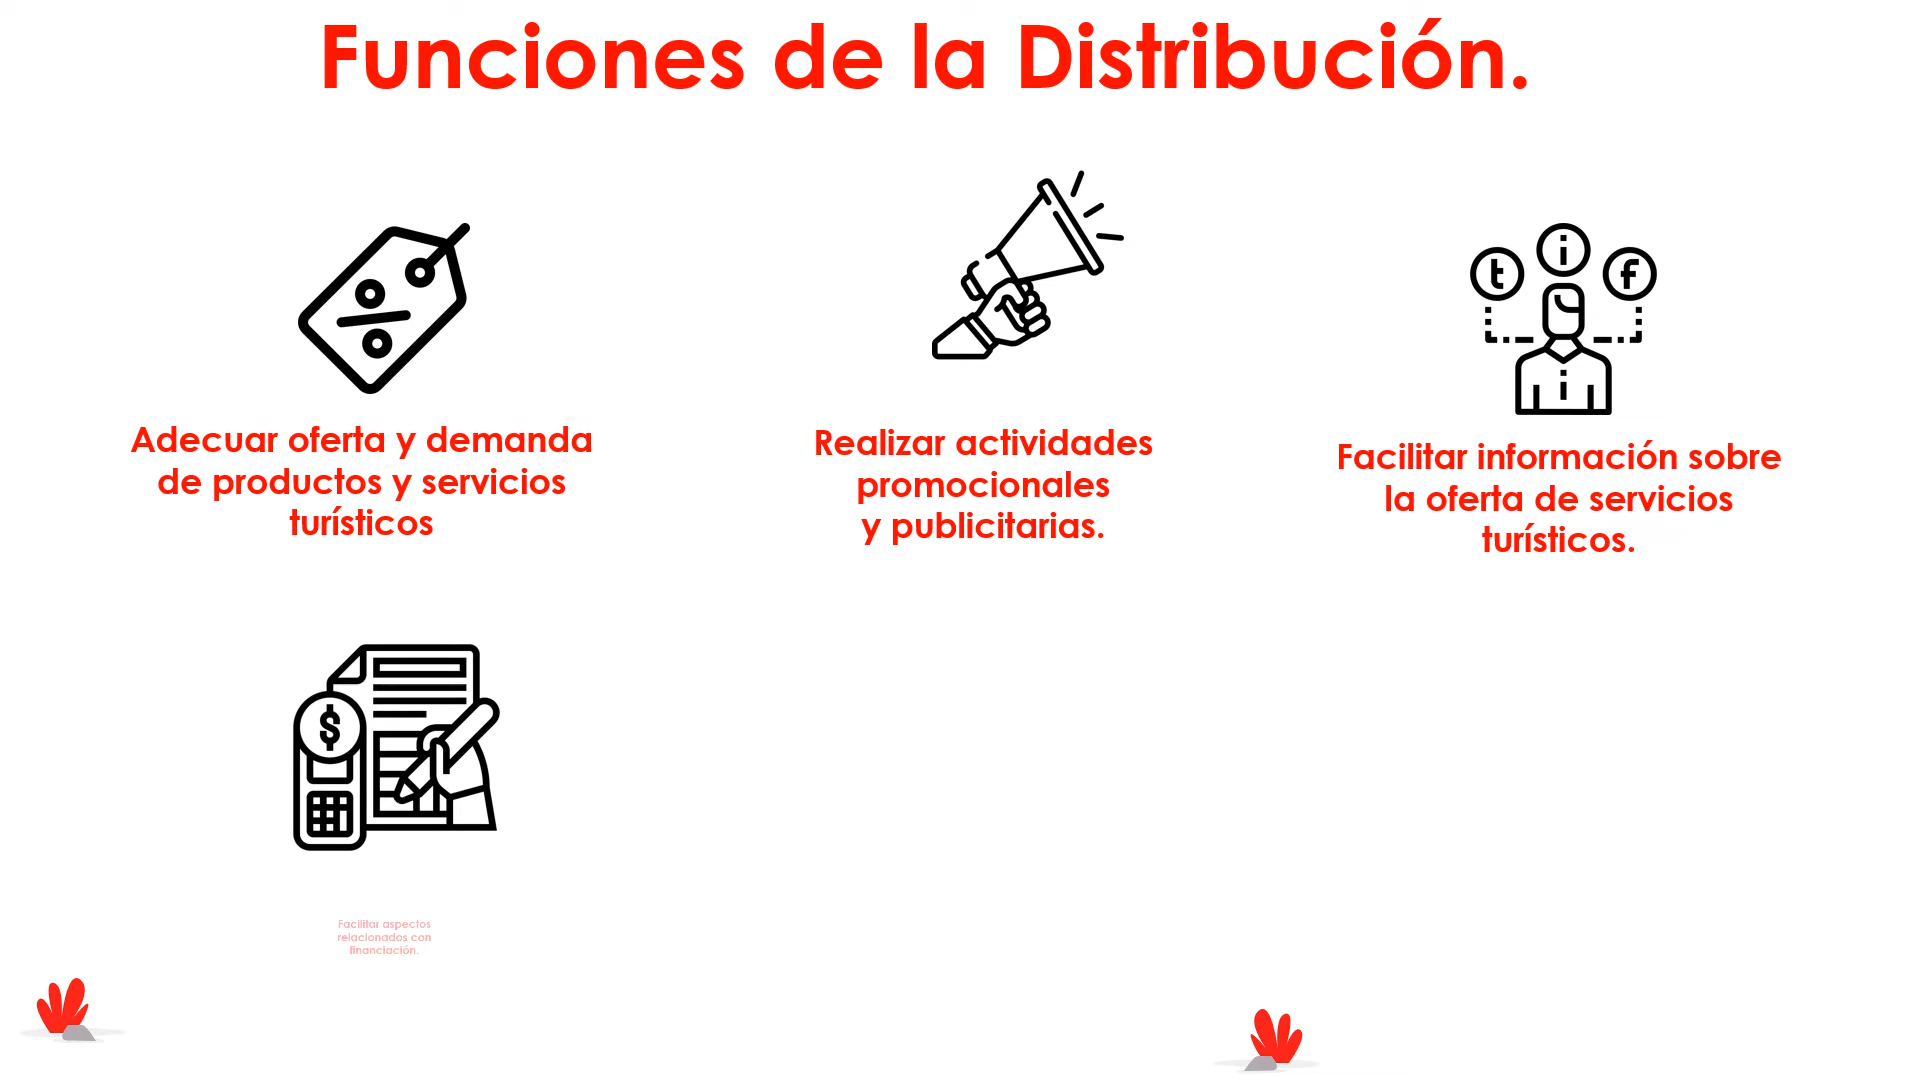 Funciones de la Distribución.
Adecuar oferta y demanda
de productos y servicios
turísticos
Realizar actividades
promocionales
y publicitarias.
t i f
Facilitar información sobre
la oferta de servicios
turísticos.
$
Facilitar aspectos
relacionados con
financiación.